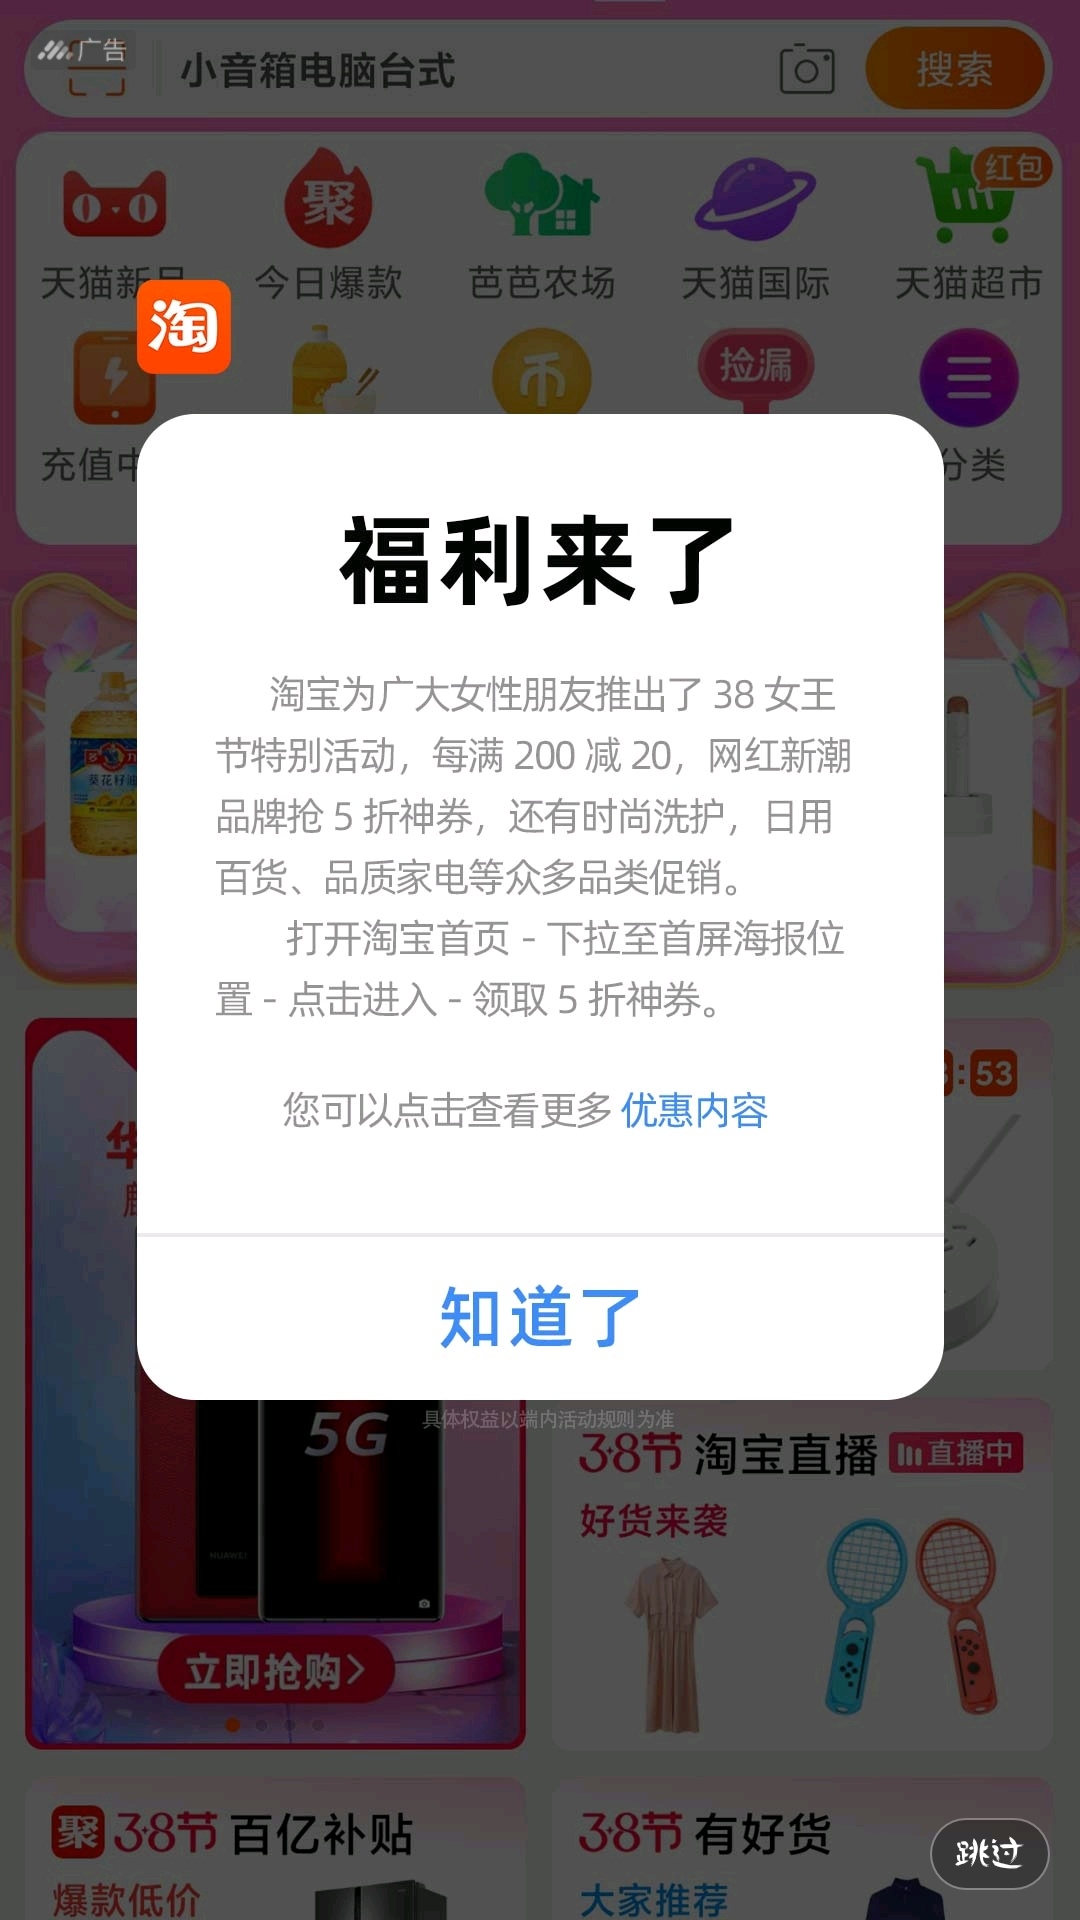 广告
小音箱电脑台式
搜索
聚
红包
天猫新品
今日爆款
芭芭农场
天猫国际
天猫超市
淘
币
捡漏
充值中
分类
福利来了
淘宝为广大女性朋友推出了 38 女王
节特别活动，每满 200 减 20，网红新潮
品牌抢 5 折神券，还有时尚洗护，日用
百货、品质家电等众多品类促销。
打开淘宝首页 - 下拉至首屏海报位
置 - 点击进入 - 领取 5 折神券。
葵花籽油
:53
您可以点击查看更多 优惠内容
知道了
具体权益以端内活动规则为准
5G
HUAWEI
立即抢购>
3·8节 淘宝直播 直播中
好货来袭
聚 3·8节 百亿补贴
爆款低价
3·8节 有好货
大家推荐
跳过